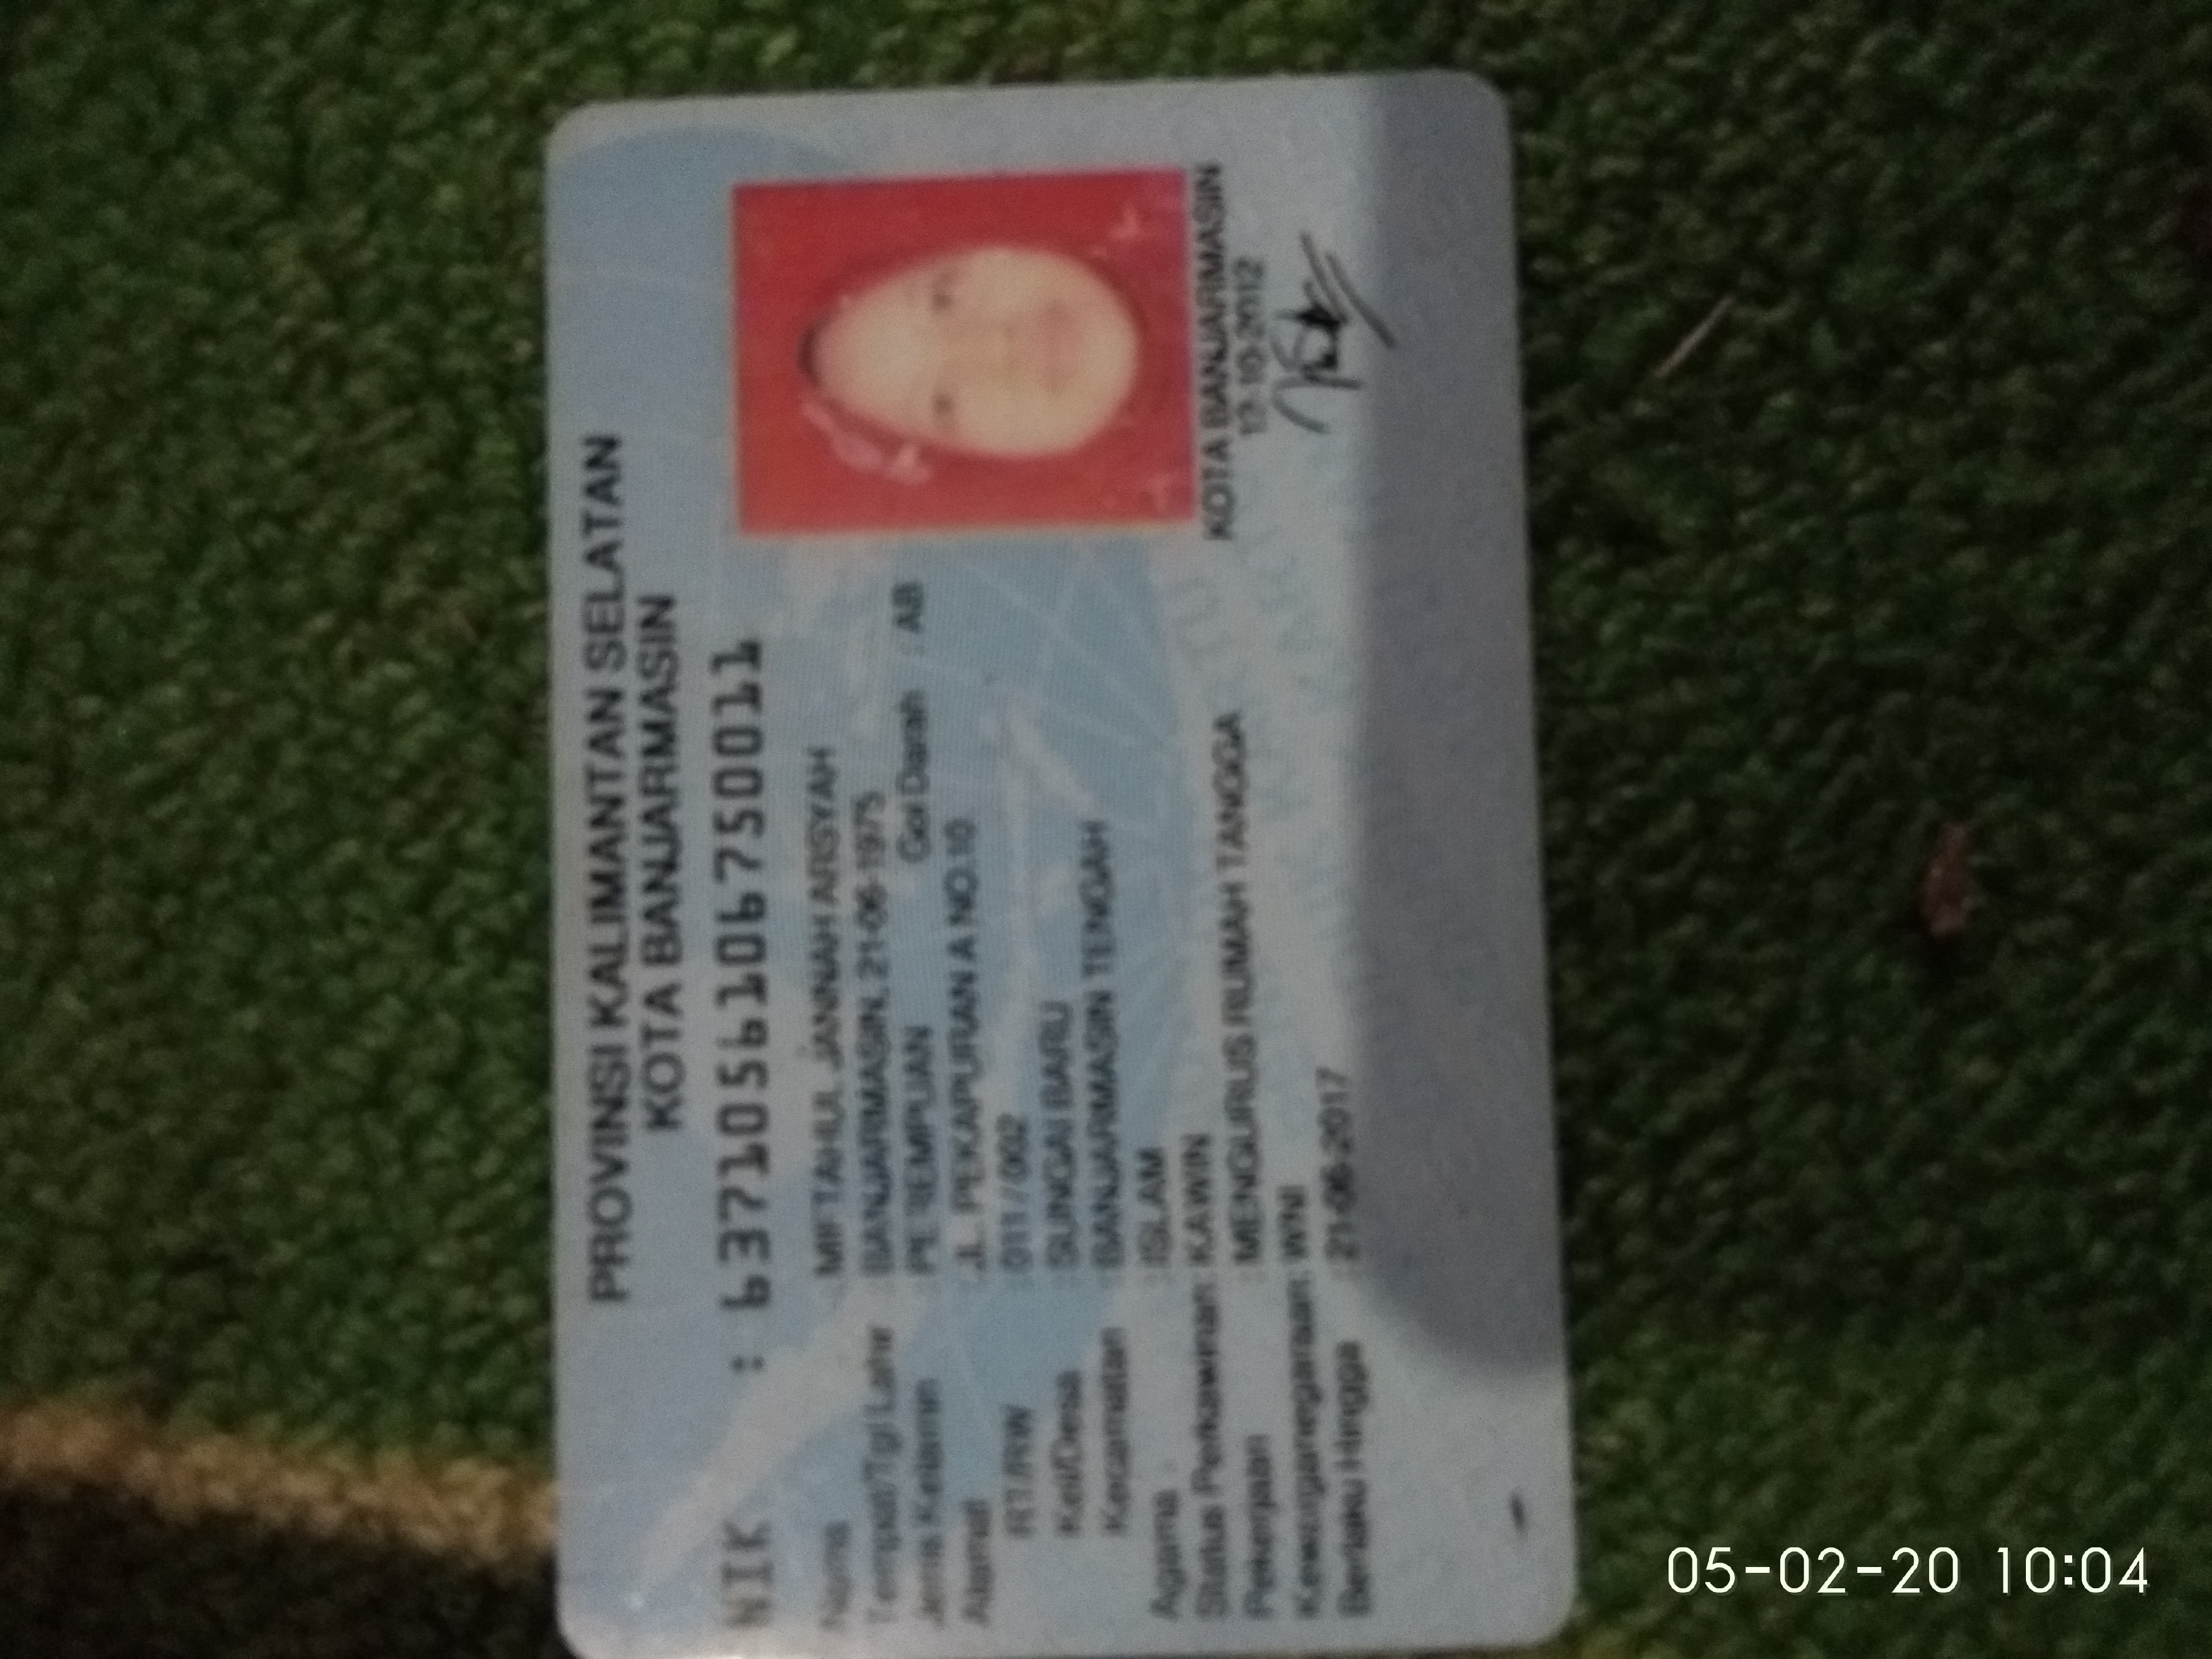 PROVINSI KALIMANTAN SELATAN
KOTA BANJARMASIN
NIK : 6371056106750011
Nama : MIFTAHUL JANNAH ARSYAH
Tempat/Tgl Lahir : BANJARMASIN, 21-06-1975
Jenis Kelamin : PEREMPUAN Gol Darah : AB
Alamat : JL. PEKAPURAN A NO.10
RT/RW : 011/002
Kel/Desa : SUNGAI BARU
Kecamatan : BANJARMASIN TENGAH
Agama : ISLAM
Status Perkawinan: KAWIN
Pekerjaan : MENGURUS RUMAH TANGGA
Kewarganegaraan: WNI
Berlaku Hingga : 21-06-2017
KOTA BANJARMASIN
-10-2012
05-02-20 10:04